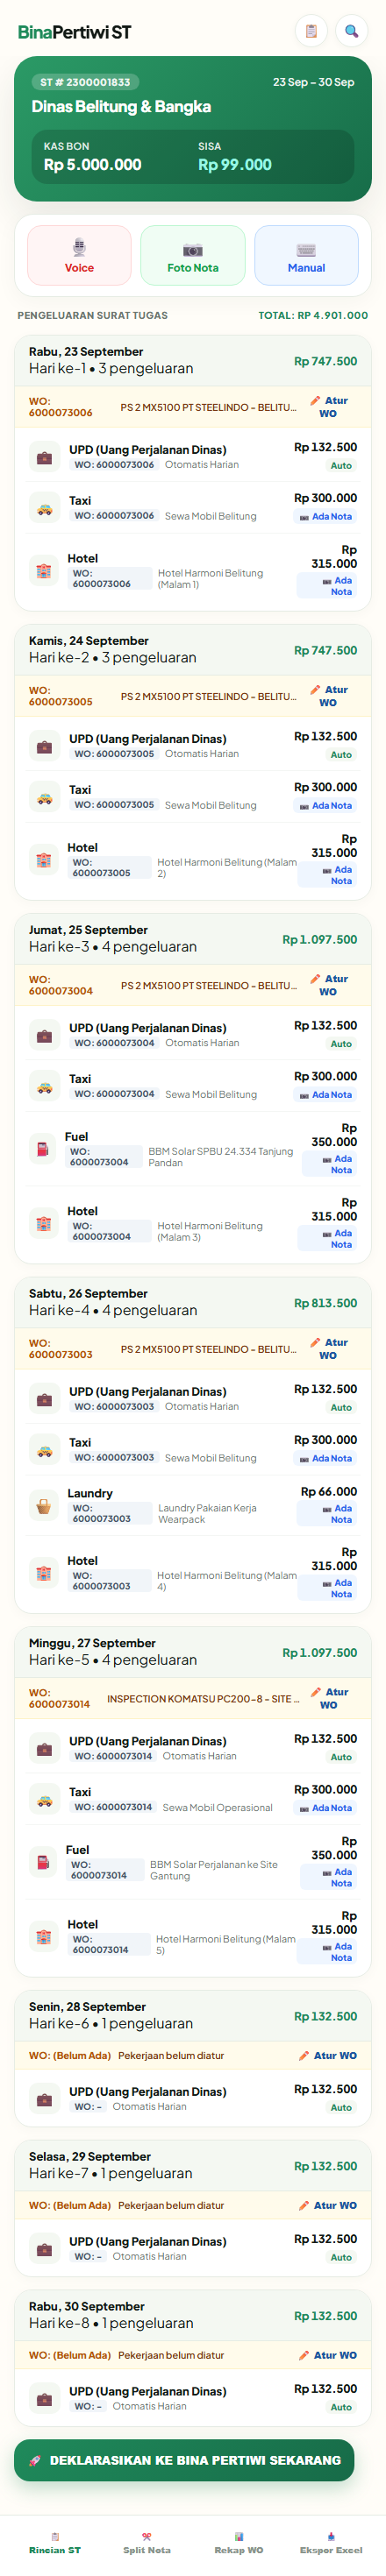 BinaPertiwi ST
ST # 2300001833
23 Sep – 30 Sep
Dinas Belitung & Bangka
KAS BON
SISA
Rp 5.000.000
Rp 99.000
Voice
Foto Nota
Manual
PENGELUARAN SURAT TUGAS
TOTAL: RP 4.901.000
Rabu, 23 September
Hari ke-1 • 3 pengeluaran
Rp 747.500
WO:
6000073006
PS 2 MX5100 PT STEELINDO - BELITU...
Atur
WO
UPD (Uang Perjalanan Dinas)
WO: 6000073006 Otomatis Harian
Rp 132.500
Auto
Taxi
WO: 6000073006 Sewa Mobil Belitung
Rp 300.000
Ada Nota
Hotel
WO:
6000073006
Hotel Harmoni Belitung
(Malam 1)
Rp
315.000
Ada
Nota
Kamis, 24 September
Hari ke-2 • 3 pengeluaran
Rp 747.500
WO:
6000073005
PS 2 MX5100 PT STEELINDO - BELITU...
Atur
WO
UPD (Uang Perjalanan Dinas)
WO: 6000073005 Otomatis Harian
Rp 132.500
Auto
Taxi
WO: 6000073005 Sewa Mobil Belitung
Rp 300.000
Ada Nota
Hotel
WO:
6000073005
Hotel Harmoni Belitung (Malam
2)
Rp
315.000
Ada
Nota
Jumat, 25 September
Hari ke-3 • 4 pengeluaran
Rp 1.097.500
WO:
6000073004
PS 2 MX5100 PT STEELINDO - BELITU...
Atur
WO
UPD (Uang Perjalanan Dinas)
WO: 6000073004 Otomatis Harian
Rp 132.500
Auto
Taxi
WO: 6000073004 Sewa Mobil Belitung
Rp 300.000
Ada Nota
Fuel
WO:
6000073004
BBM Solar SPBU 24.334 Tanjung
Pandan
Rp
350.000
Ada
Nota
Hotel
WO:
6000073004
Hotel Harmoni Belitung
(Malam 3)
Rp
315.000
Ada
Nota
Sabtu, 26 September
Hari ke-4 • 4 pengeluaran
Rp 813.500
WO:
6000073003
PS 2 MX5100 PT STEELINDO - BELITU...
Atur
WO
UPD (Uang Perjalanan Dinas)
WO: 6000073003 Otomatis Harian
Rp 132.500
Auto
Taxi
WO: 6000073003 Sewa Mobil Belitung
Rp 300.000
Ada Nota
Laundry
WO:
6000073003
Laundry Pakaian Kerja
Wearpack
Rp 66.000
Ada
Nota
Hotel
WO:
6000073003
Hotel Harmoni Belitung (Malam
4)
Rp
315.000
Ada
Nota
Minggu, 27 September
Hari ke-5 • 4 pengeluaran
Rp 1.097.500
WO:
6000073014
INSPECTION KOMATSU PC200-8 - SITE ...
Atur
WO
UPD (Uang Perjalanan Dinas)
WO: 6000073014 Otomatis Harian
Rp 132.500
Auto
Taxi
WO: 6000073014 Sewa Mobil Operasional
Rp 300.000
Ada Nota
Fuel
WO:
6000073014
BBM Solar Perjalanan ke Site
Gantung
Rp
350.000
Ada
Nota
Hotel
WO:
6000073014
Hotel Harmoni Belitung (Malam
5)
Rp
315.000
Ada
Nota
Senin, 28 September
Hari ke-6 • 1 pengeluaran
Rp 132.500
WO: (Belum Ada) Pekerjaan belum diatur
Atur WO
UPD (Uang Perjalanan Dinas)
WO: - Otomatis Harian
Rp 132.500
Auto
Selasa, 29 September
Hari ke-7 • 1 pengeluaran
Rp 132.500
WO: (Belum Ada) Pekerjaan belum diatur
Atur WO
UPD (Uang Perjalanan Dinas)
WO: - Otomatis Harian
Rp 132.500
Auto
Rabu, 30 September
Hari ke-8 • 1 pengeluaran
Rp 132.500
WO: (Belum Ada) Pekerjaan belum diatur
Atur WO
UPD (Uang Perjalanan Dinas)
WO: - Otomatis Harian
Rp 132.500
Auto
DEKLARASIKAN KE BINA PERTIWI SEKARANG
Rincian ST
Split Nota
Rekap WO
Ekspor Excel